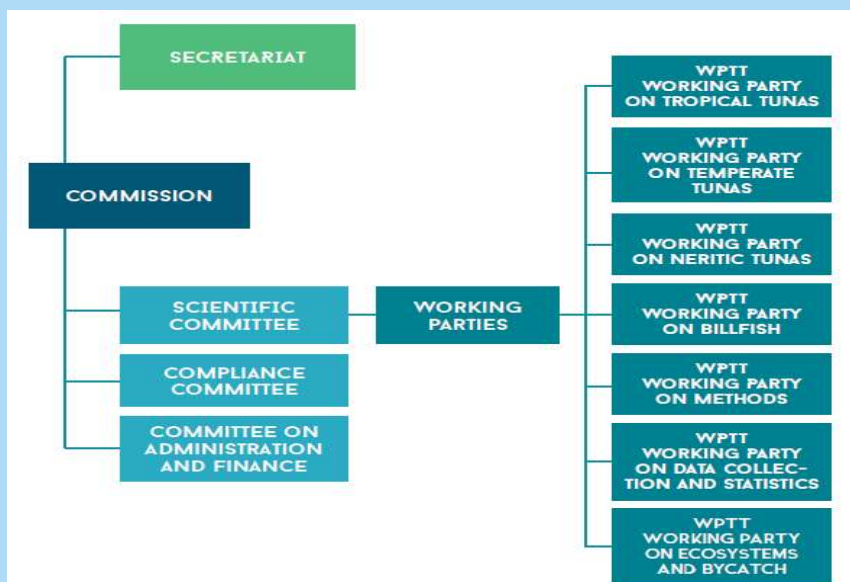 SECRETARIAT
COMMISSION
SCIENTIFIC
COMMITTEE
COMPLIANCE
COMMITTEE
COMMITTEE ON
ADMINISTRATION
AND FINANCE
WORKING
PARTIES
WPTT
WORKING PARTY
ON TROPICAL TUNAS
WPTT
WORKING PARTY
ON TEMPERATE
TUNAS
WPTT
WORKING PARTY
ON NERITIC TUNAS
WPTT
WORKING PARTY
ON BILLFISH
WPTT
WORKING PARTY
ON METHODS
WPTT
WORKING PARTY
ON DATA COLLEC-
TION AND STATISTICS
WPTT
WORKING PARTY
ON ECOSYSTEMS
AND BYCATCH